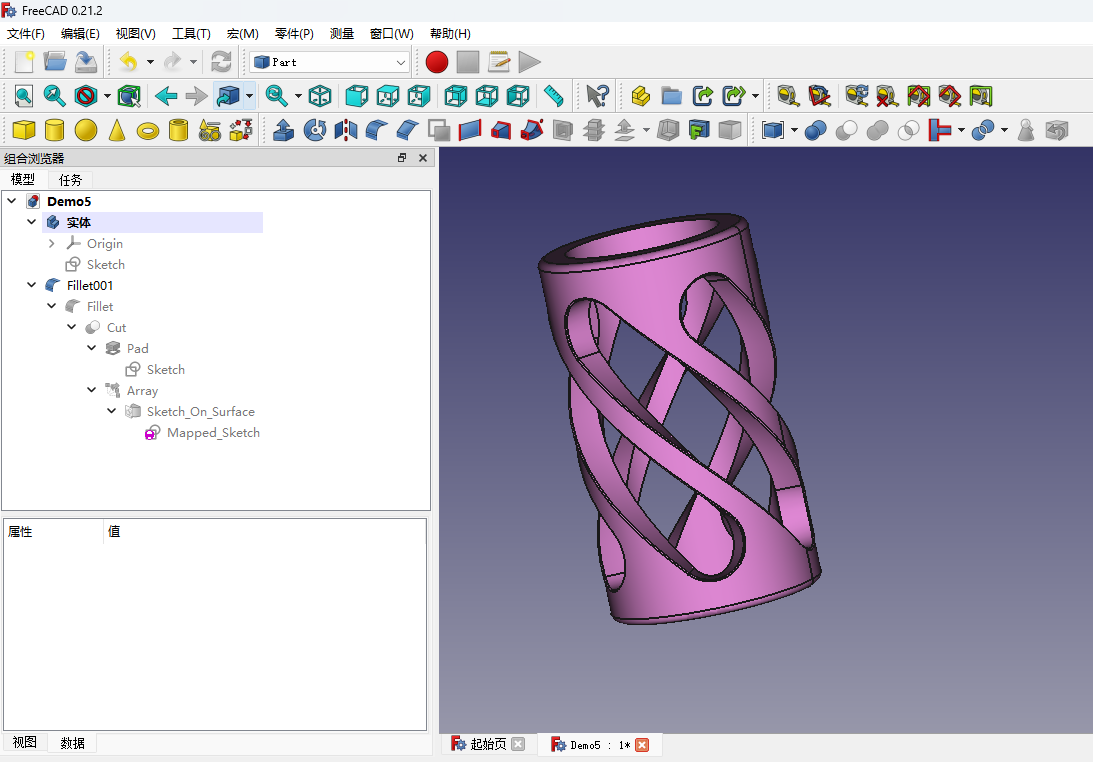 FreeCAD 0.21.2
文件(F) 编辑(E) 视图(V) 工具(T) 宏(M) 零件(P) 测量 窗口(W) 帮助(H)
Part
组合浏览器
模型 任务
Demo5
实体
Origin
Sketch
Fillet001
Fillet
Cut
Pad
Sketch
Array
Sketch_On_Surface
Mapped_Sketch
属性 值
视图 数据
起始页 Demo5 : 1*